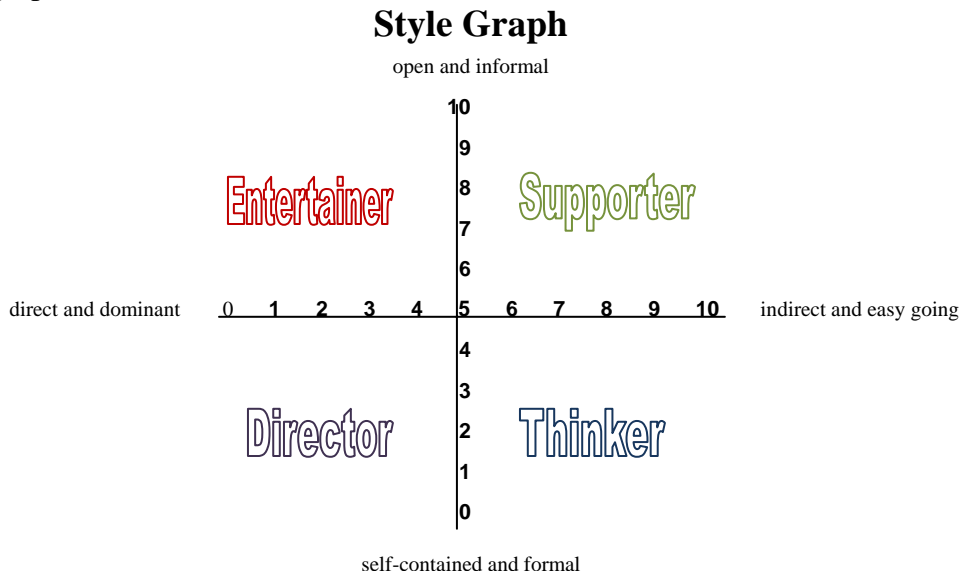 Style Graph
open and informal
10
9
Entertainer Supporter
8
7
6
direct and dominant 0 1 2 3 4 5 6 7 8 9 10 indirect and easy going
4
3
Director Thinker
2
1
0
self-contained and formal